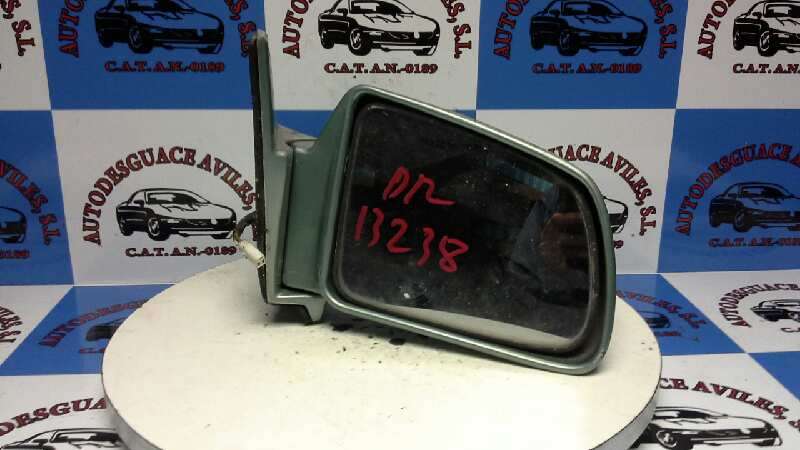 AUTODESGUACE AVILES, S.L.
C.A.T. A.N.-0189
DR
13238